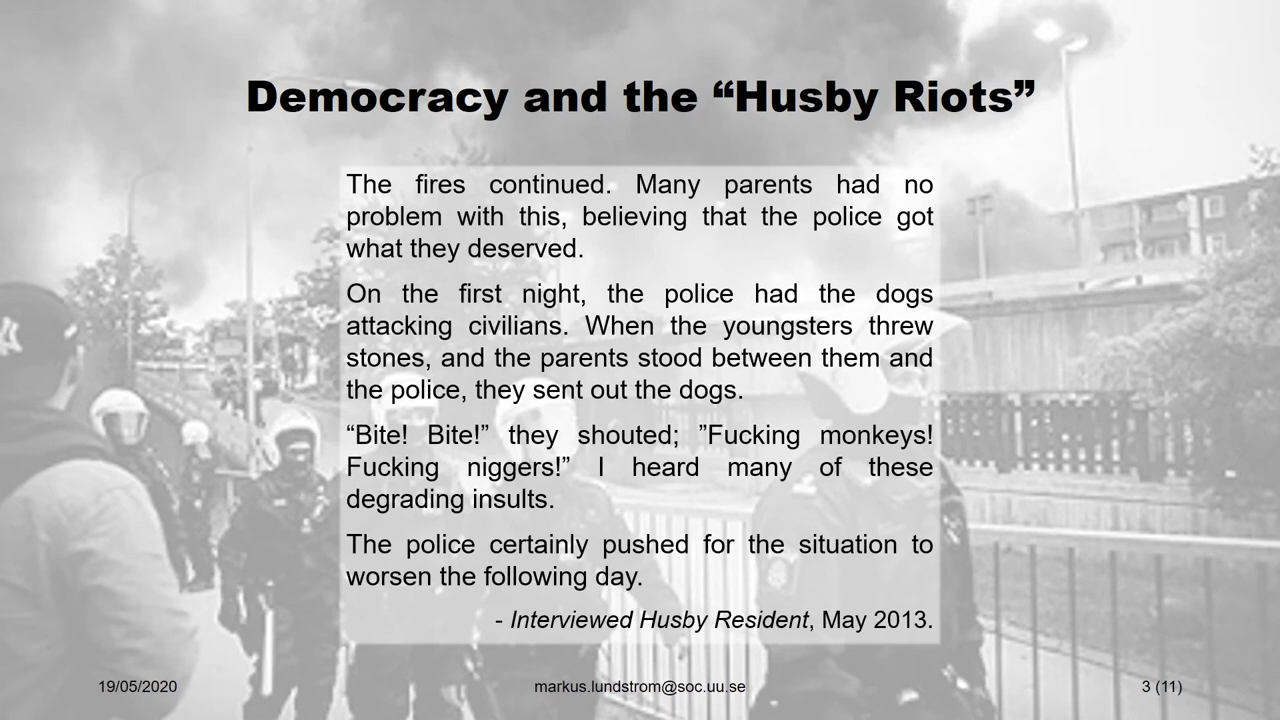 Democracy and the “Husby Riots”
The fires continued. Many parents had no
problem with this, believing that the police got
what they deserved.
On the first night, the police had the dogs
attacking civilians. When the youngsters threw
stones, and the parents stood between them and
the police, they sent out the dogs.
“Bite! Bite!” they shouted; ”Fucking monkeys!
Fucking niggers!” I heard many of these
degrading insults.
The police certainly pushed for the situation to
worsen the following day.
- Interviewed Husby Resident, May 2013.
19/05/2020
markus.lundstrom@soc.uu.se
3 (11)